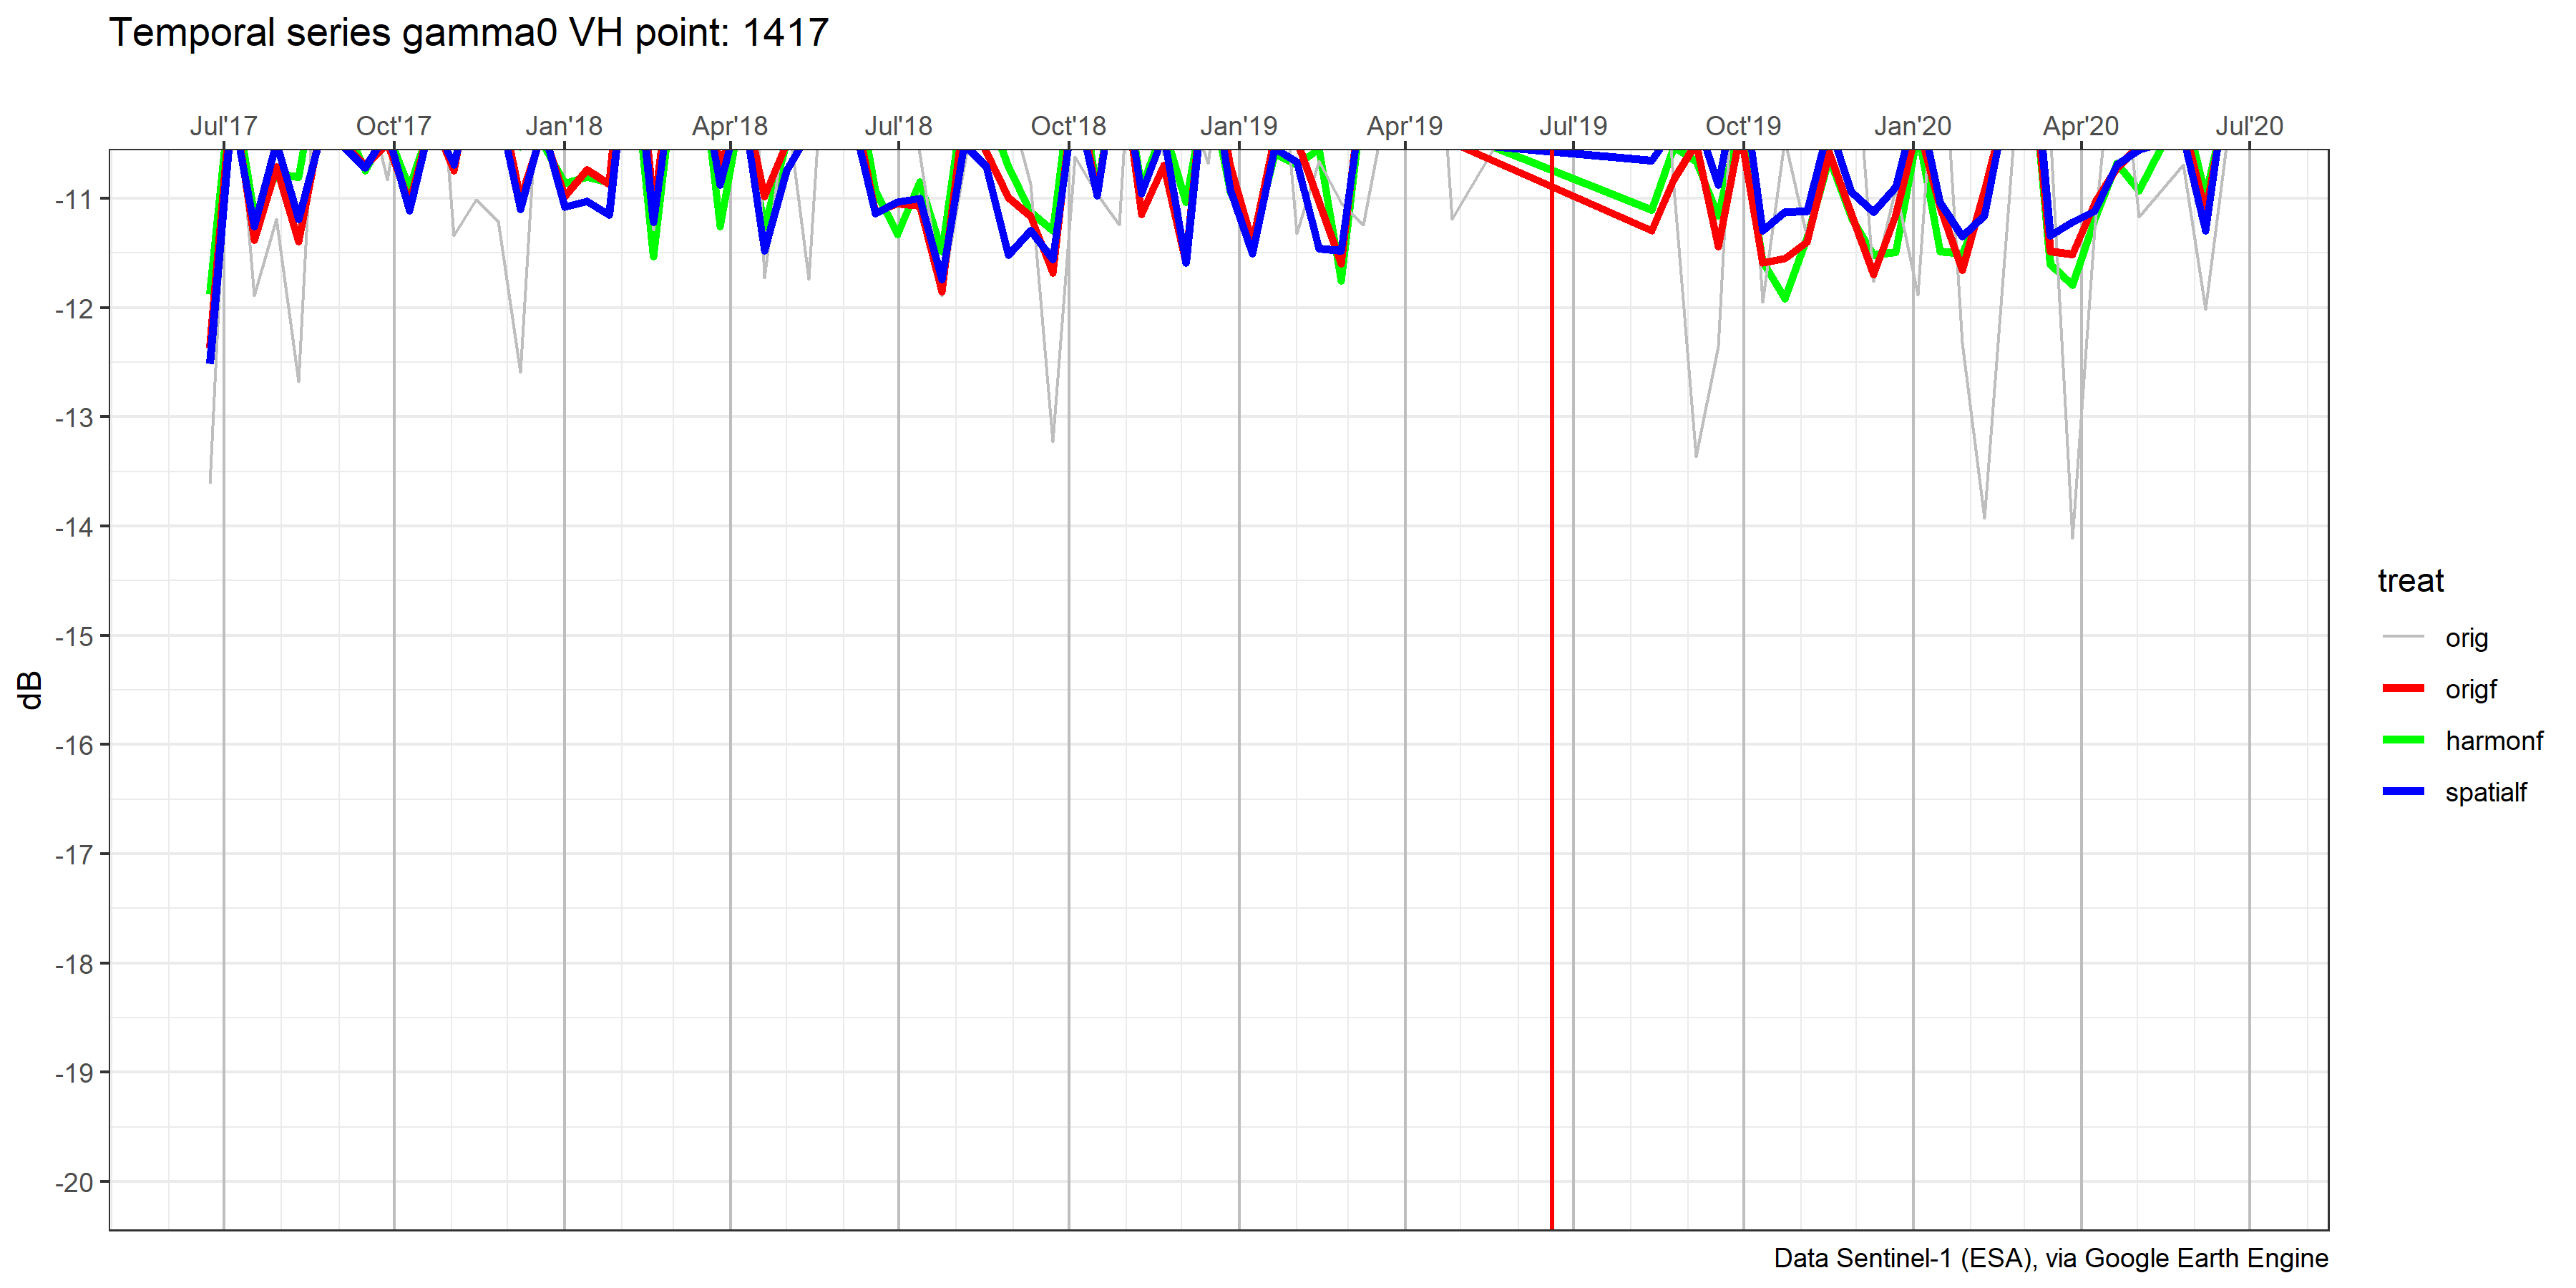 Temporal series gamma0 VH point: 1417
Jul'17 Oct'17 Jan'18 Apr'18 Jul'18 Oct'18 Jan'19 Apr'19 Jul'19 Oct'19 Jan'20 Apr'20 Jul'20
-11
-12
-13
-14
-15
-16
-17
-18
-19
-20
dB
treat
orig
origf
harmonf
spatialf
Data Sentinel-1 (ESA), via Google Earth Engine